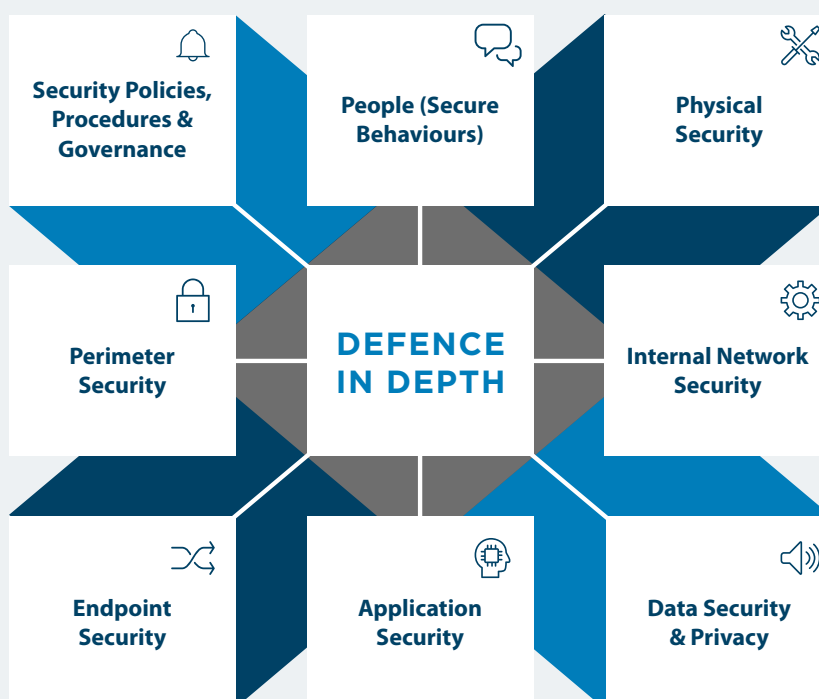 Security Policies,
Procedures &
Governance
People (Secure
Behaviours)
Physical
Security
Perimeter
Security
DEFENCE
IN DEPTH
Internal Network
Security
Endpoint
Security
Application
Security
Data Security
& Privacy